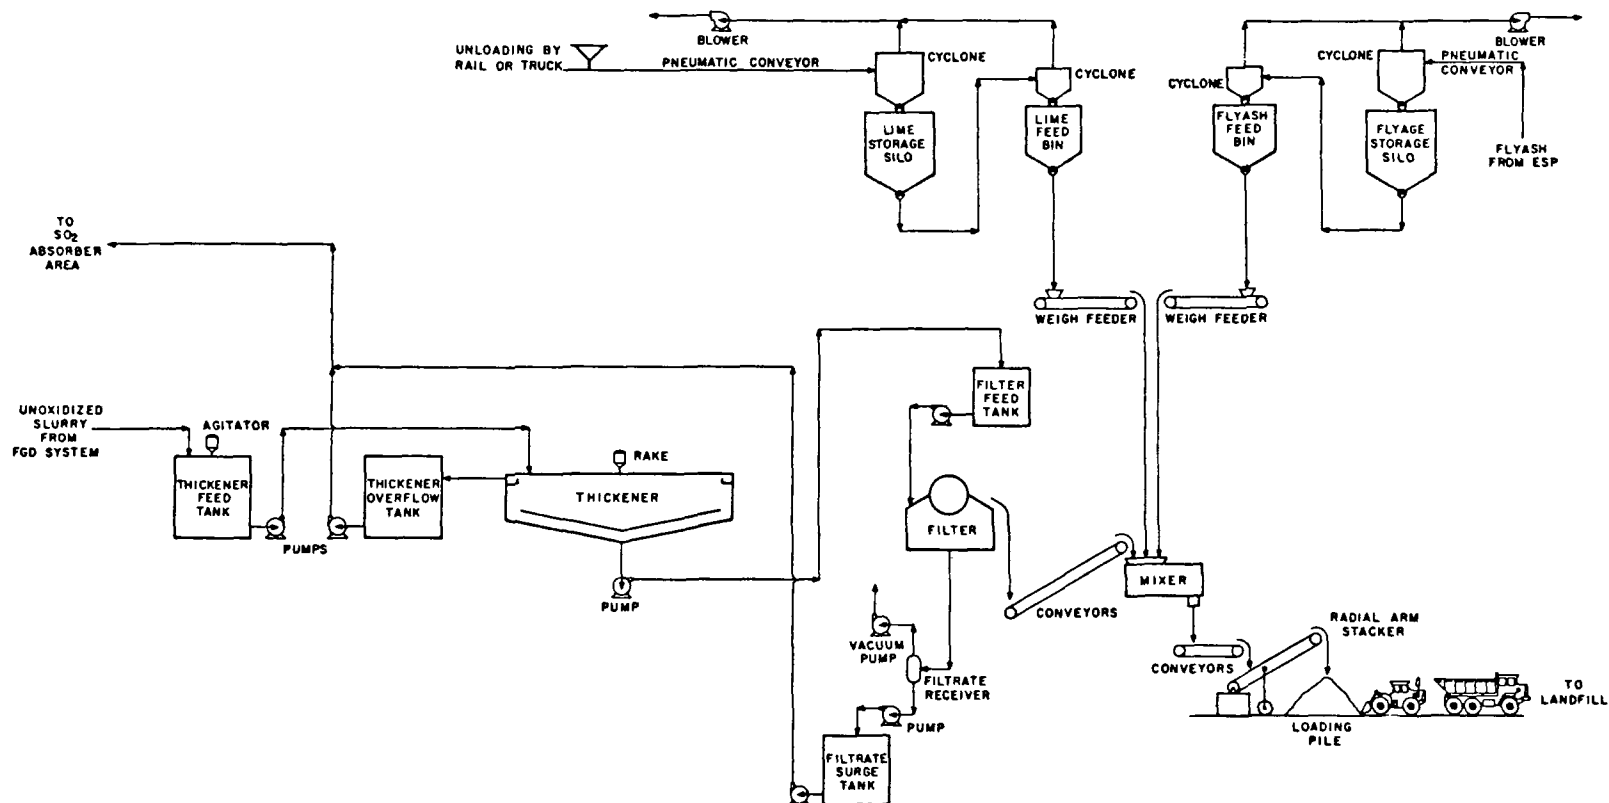 BLOWER
UNLOADING BY
RAIL OR TRUCK
PNEUMATIC CONVEYOR
CYCLONE
CYCLONE
LIME
STORAGE
SILO
LIME
FEED
BIN
BLOWER
CYCLONE
PNEUMATIC
CONVEYOR
CYCLONE
FLYASH
FEED
BIN
FLYAGE
STORAGE
SILO
FLYASH
FROM ESP
TO
SO2
ABSORBER
AREA
WEIGH FEEDER
WEIGH FEEDER
FILTER
FEED
TANK
UNOXIDIZED
SLURRY
FROM
FGD SYSTEM
AGITATOR
THICKENER
FEED
TANK
PUMPS
THICKENER
OVERFLOW
TANK
RAKE
THICKENER
PUMP
FILTER
CONVEYORS
MIXER
VACUUM
PUMP
FILTRATE
RECEIVER
PUMP
FILTRATE
SURGE
TANK
CONVEYORS
RADIAL ARM
STACKER
LOADING
PILE
TO
LANDFILL